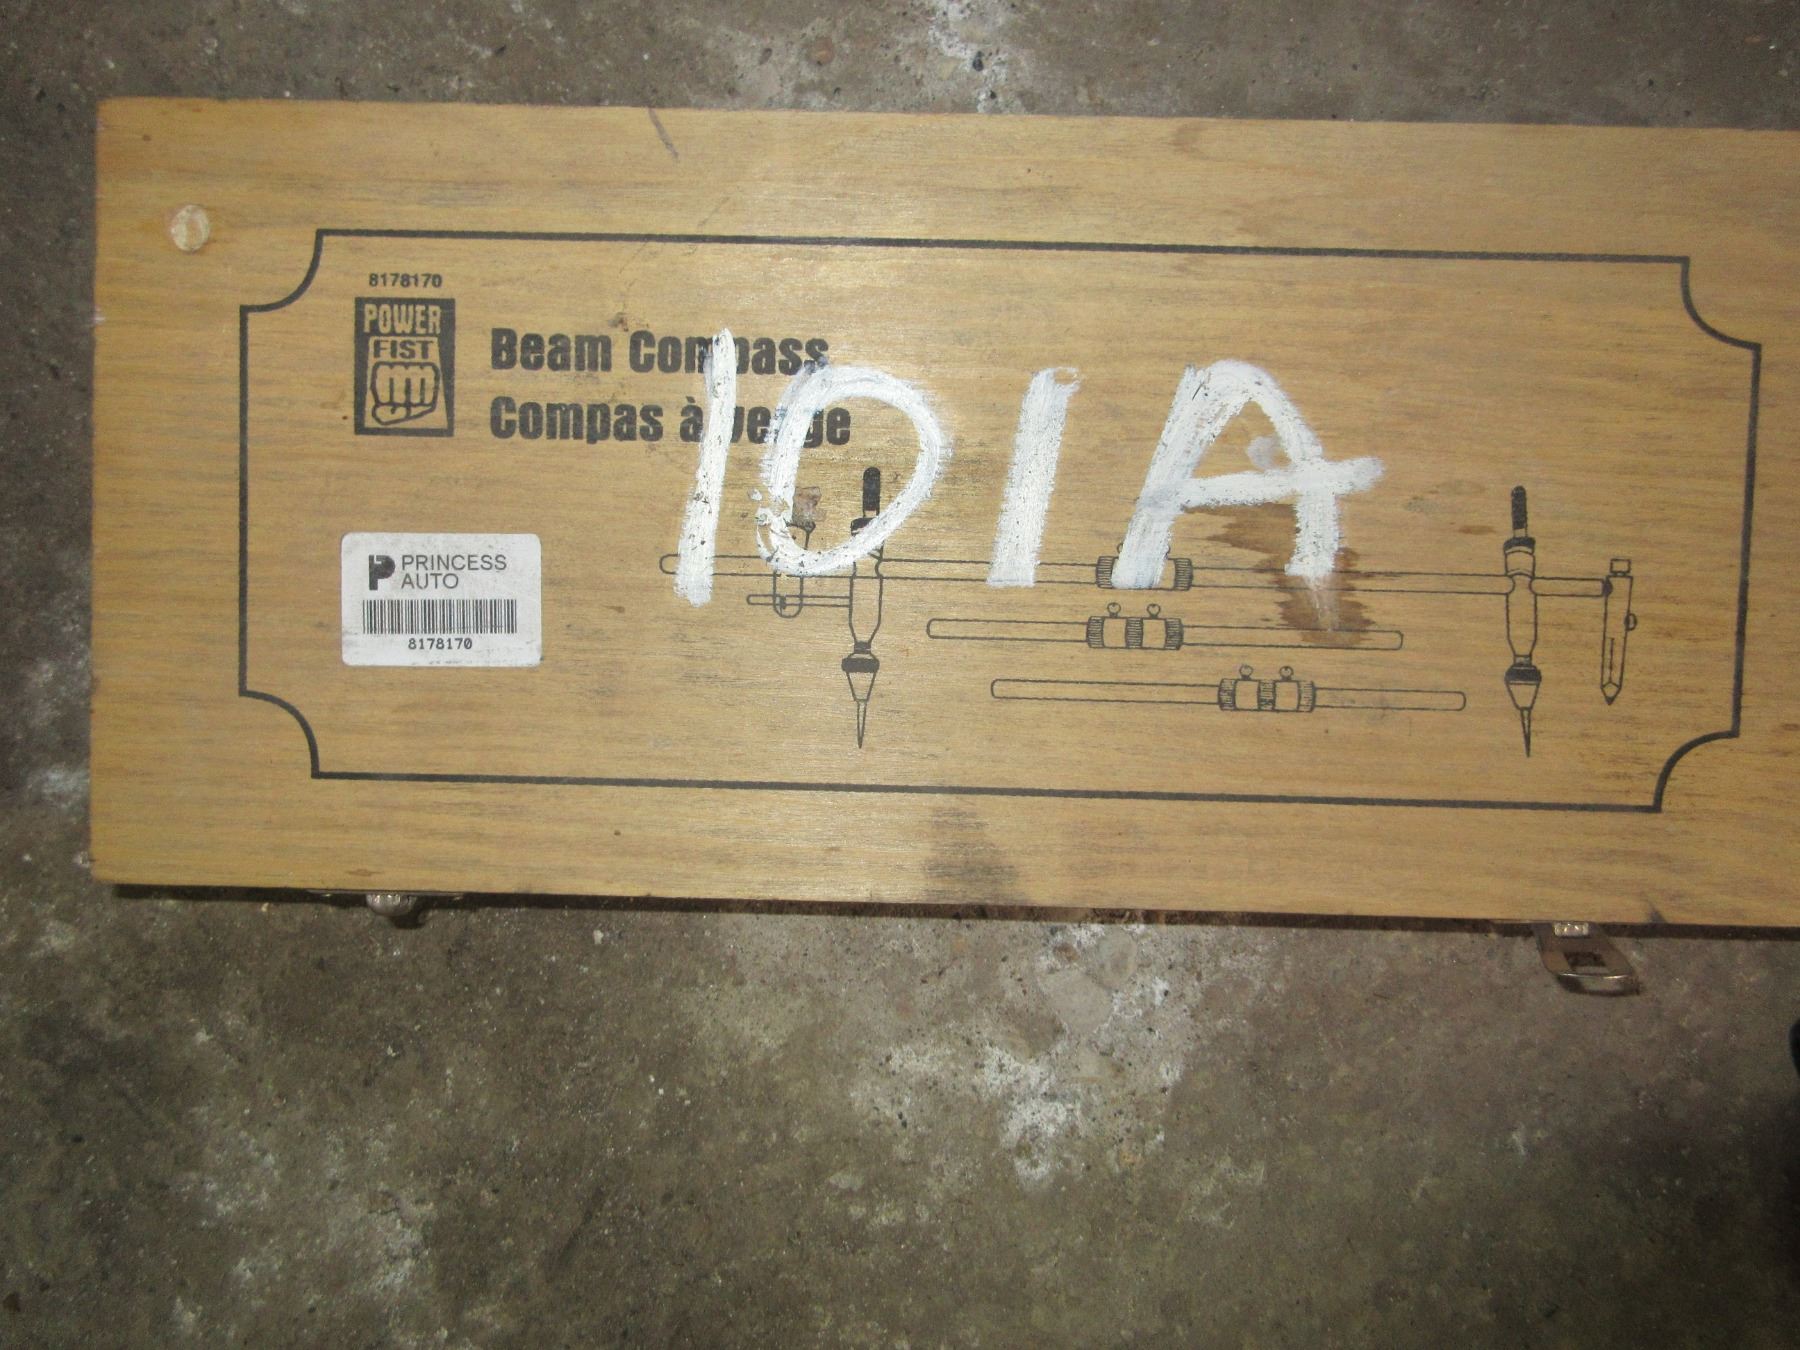 8178170
POWER
FIST
Beam Compass
Compas à verge
101A
PRINCESS
AUTO
8178170